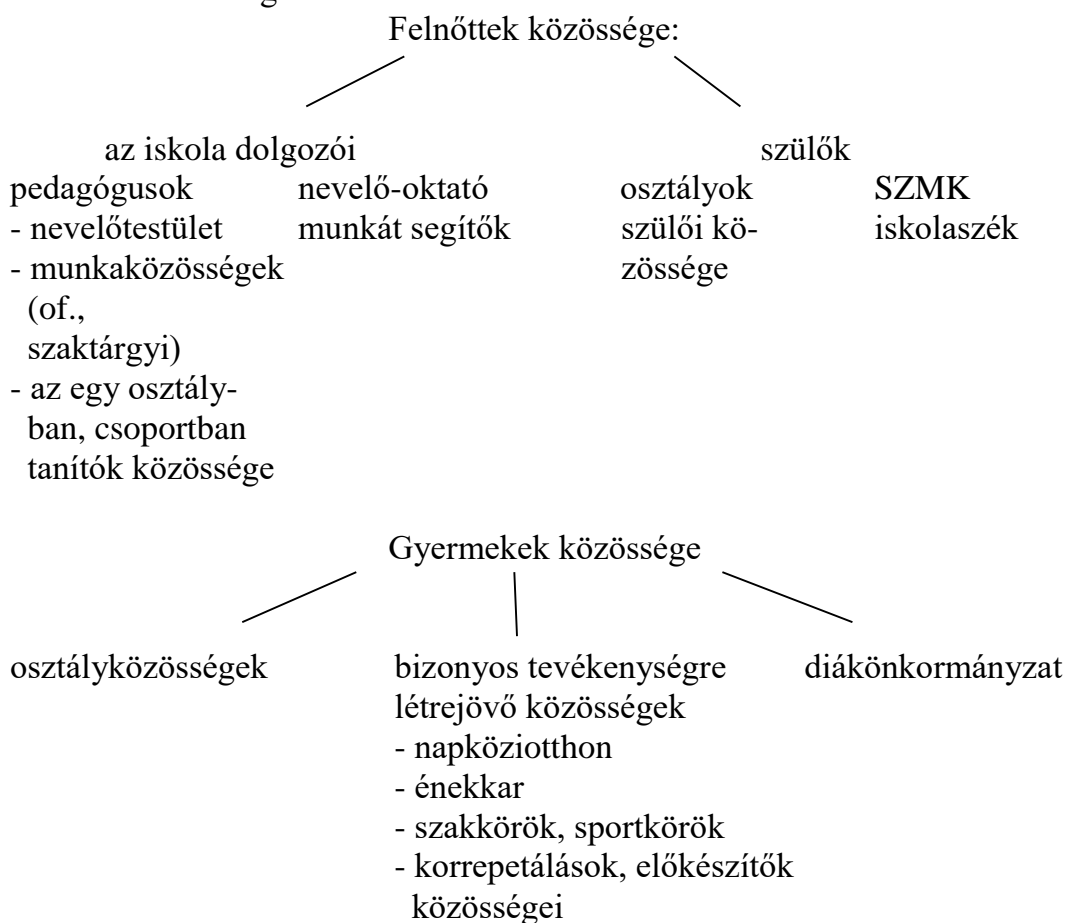 Felnőttek közössége:
az iskola dolgozói szülők
pedagógusok nevelő-oktató osztályok SZMK
- nevelőtestület munkát segítők szülői kö- iskolaszék
- munkaközösségek zössége
(of.,
szaktárgyi)
- az egy osztály-
ban, csoportban
tanítók közössége
Gyermekek közössége
osztályközösségek bizonyos tevékenységre diákönkormányzat
létrejövő közösségek
- napköziotthon
- énekkar
- szakkörök, sportkörök
- korrepetálások, előkészítők
közösségei